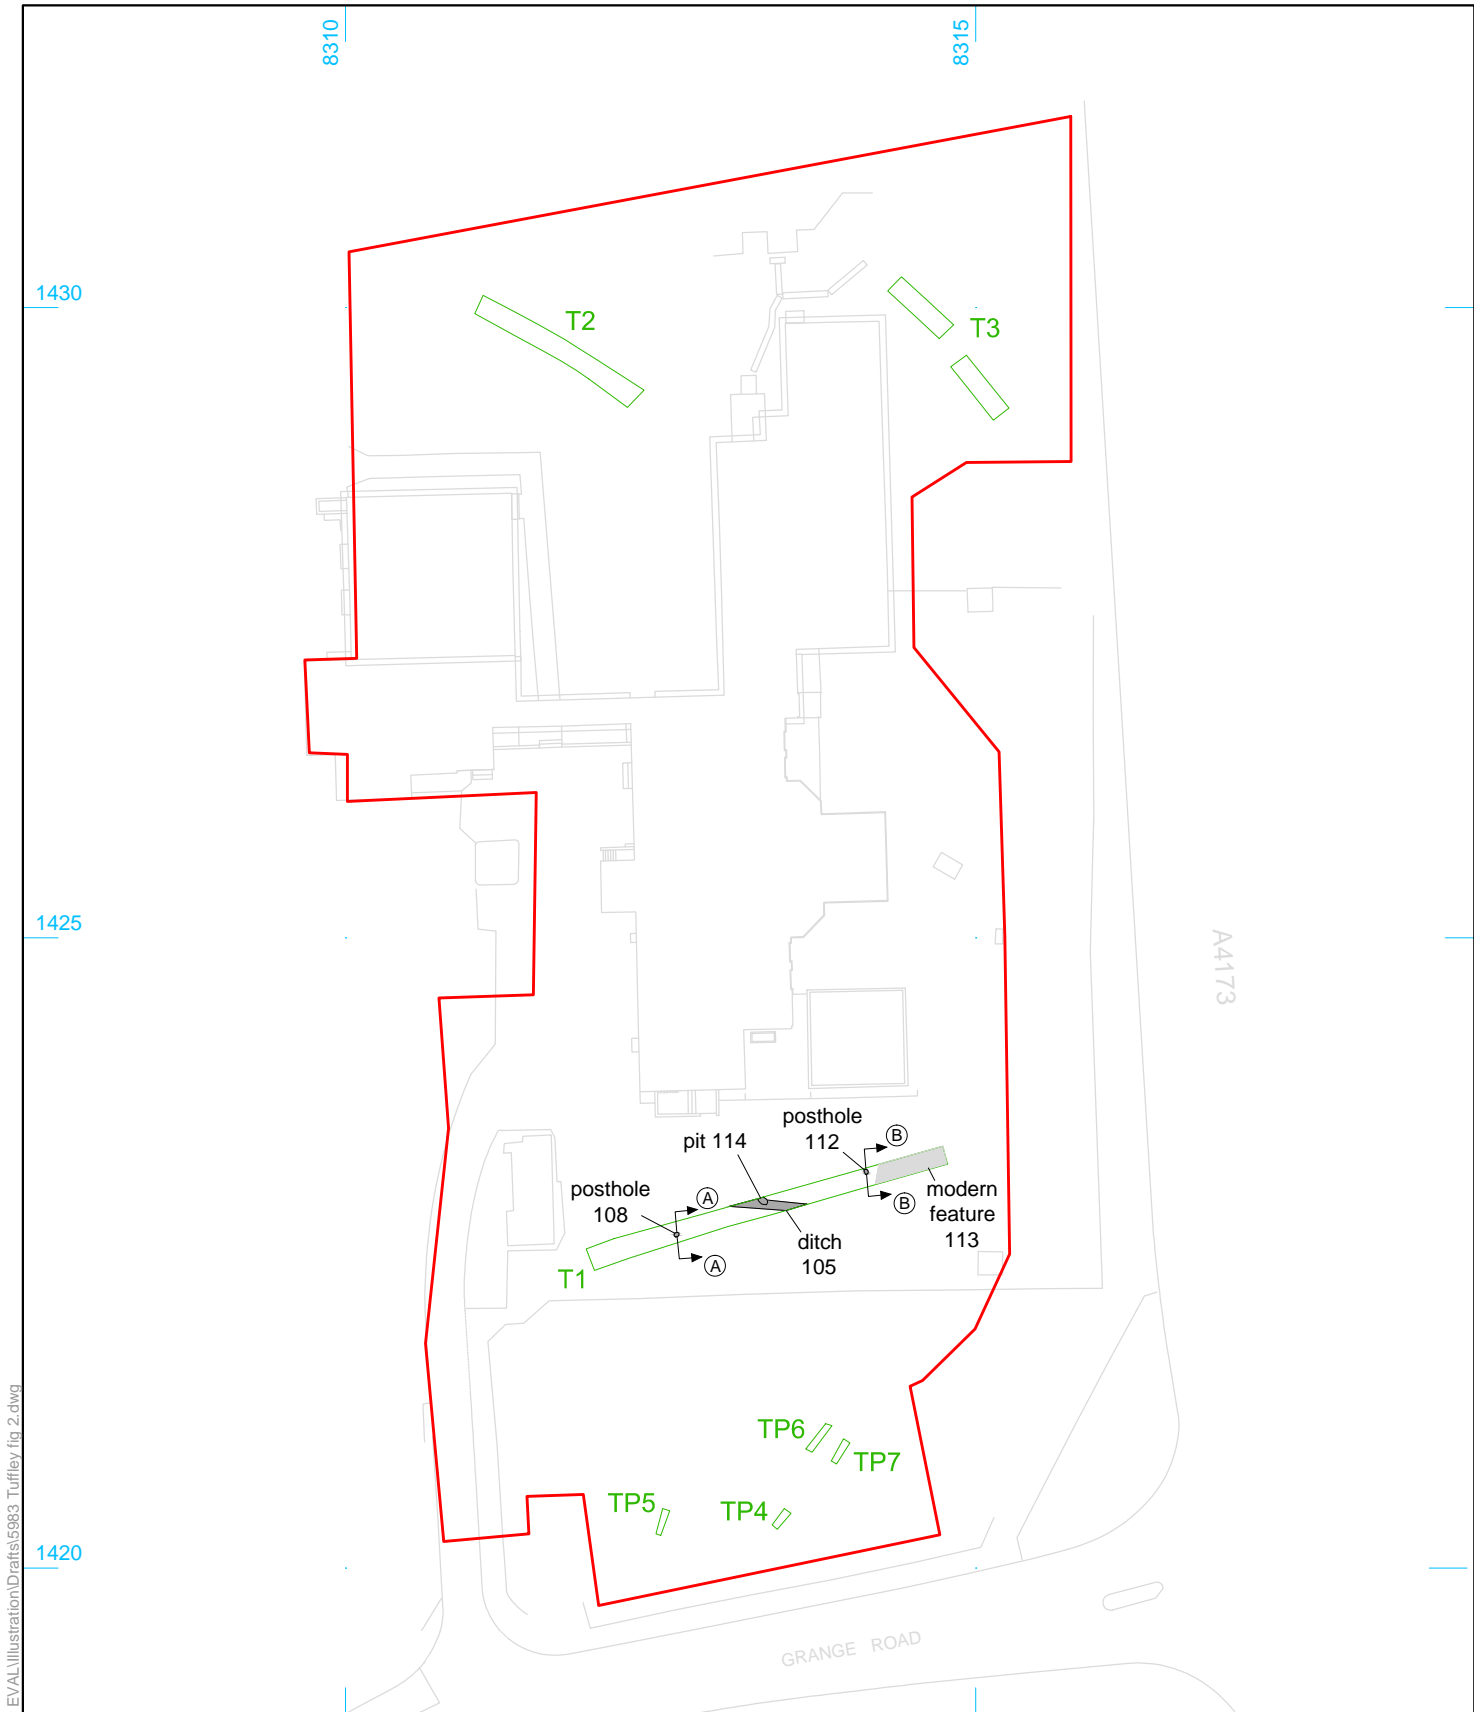 8310
8315
1430
T2
T3
1425
A4173
posthole
112
B
pit 114
B
modern
feature
113
posthole
108
A
A
ditch
105
T1
TP6
TP7
TP5
TP4
1420
GRANGE ROAD
EVAL\Illustration\Drafts\5983 Tuffley fig 2.dwg